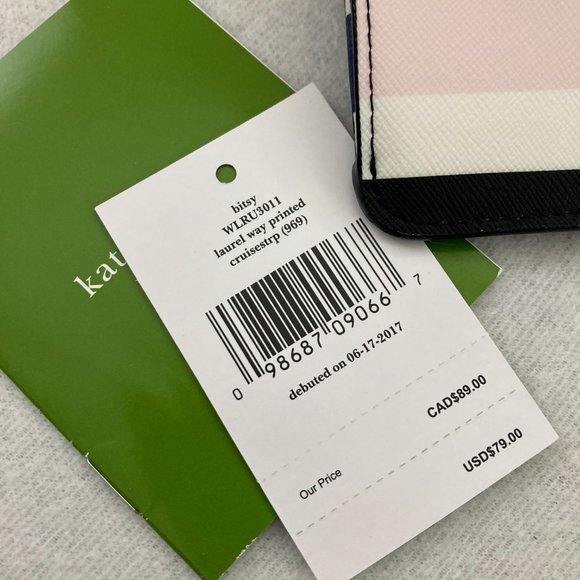 kat
bitsy
WLRU3011
laurel way printed
cruisestrp (969)
0 98687 09066 7
debuted on 06-17-2017
CAD$89.00
Our Price
USD$79.00